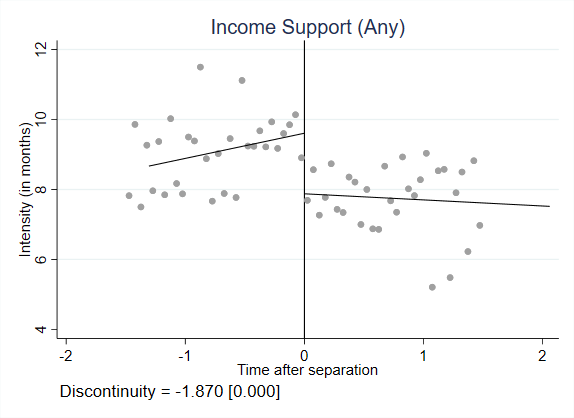 Income Support (Any)
12
10
8
6
4
Intensity (in months)
-2 -1 0 1 2
Time after separation
Discontinuity = -1.870 [0.000]